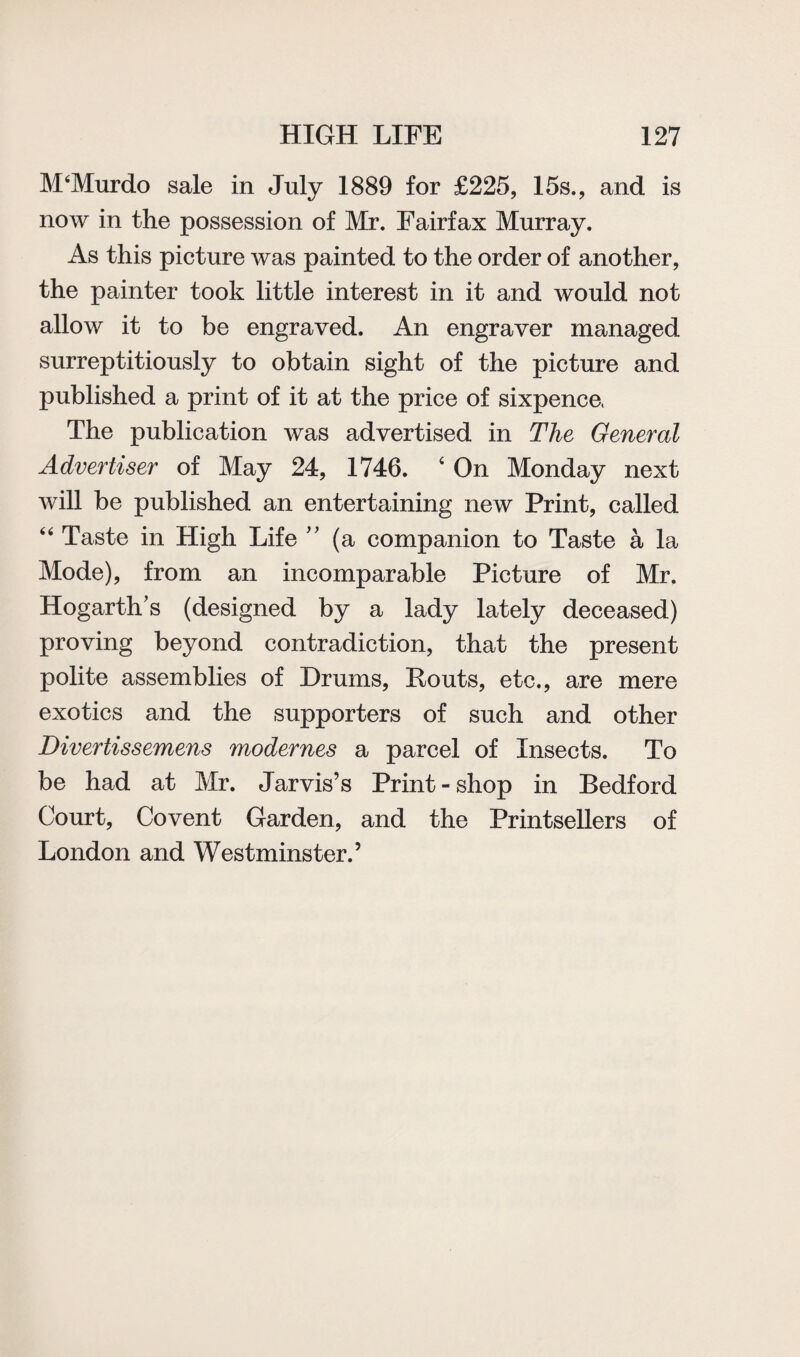 HIGH LIFE 127
M‘Murdo sale in July 1889 for £225, 15s., and is
now in the possession of Mr. Fairfax Murray.
As this picture was painted to the order of another,
the painter took little interest in it and would not
allow it to be engraved. An engraver managed
surreptitiously to obtain sight of the picture and
published a print of it at the price of sixpence.
The publication was advertised in The General
Advertiser of May 24, 1746. ‘ On Monday next
will be published an entertaining new Print, called
“ Taste in High Life ” (a companion to Taste à la
Mode), from an incomparable Picture of Mr.
Hogarth’s (designed by a lady lately deceased)
proving beyond contradiction, that the present
polite assemblies of Drums, Routs, etc., are mere
exotics and the supporters of such and other
Divertissemens modernes a parcel of Insects. To
be had at Mr. Jarvis’s Print-shop in Bedford
Court, Covent Garden, and the Printsellers of
London and Westminster.’